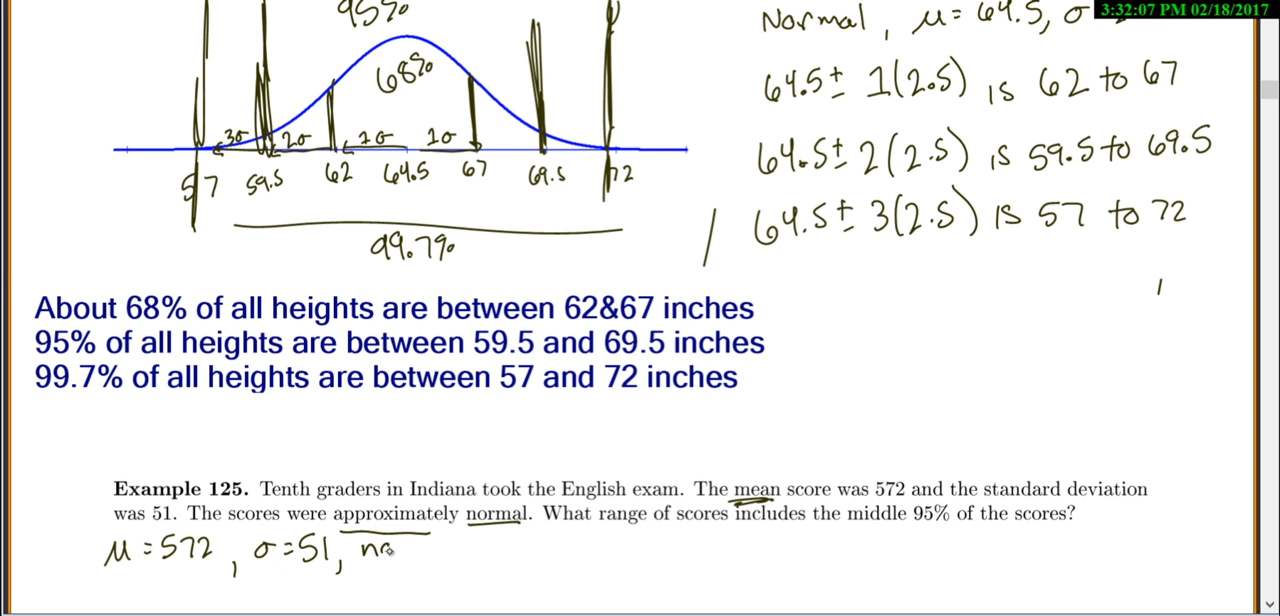 95%
Normal, μ = 64.5, σ
3:32:07 PM 02/18/2017
68%
64.5 ± 1(2.5) is 62 to 67
3σ 2σ 1σ 1σ
64.5 ± 2(2.5) is 59.5 to 69.5
57 59.5 62 64.5 67 69.5 72
64.5 ± 3(2.5) is 57 to 72
99.7%
About 68% of all heights are between 62&67 inches
95% of all heights are between 59.5 and 69.5 inches
99.7% of all heights are between 57 and 72 inches
Example 125. Tenth graders in Indiana took the English exam. The mean score was 572 and the standard deviation
was 51. The scores were approximately normal. What range of scores includes the middle 95% of the scores?
μ = 572, σ = 51, no